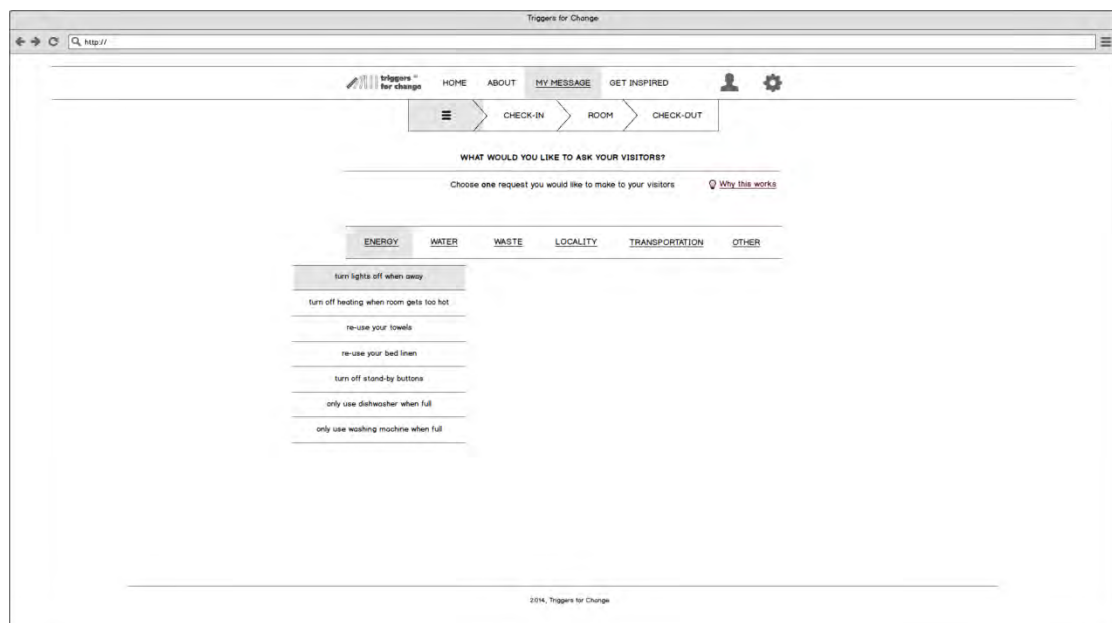 Triggers for Change
http://
triggers ™
for change
HOME ABOUT MY MESSAGE GET INSPIRED
CHECK-IN ROOM CHECK-OUT
WHAT WOULD YOU LIKE TO ASK YOUR VISITORS?
Choose one request you would like to make to your visitors Why this works
ENERGY WATER WASTE LOCALITY TRANSPORTATION OTHER
turn lights off when away
turn off heating when room gets too hot
re-use your towels
re-use your bed linen
turn off stand-by buttons
only use dishwasher when full
only use washing machine when full
2014, Triggers for Change